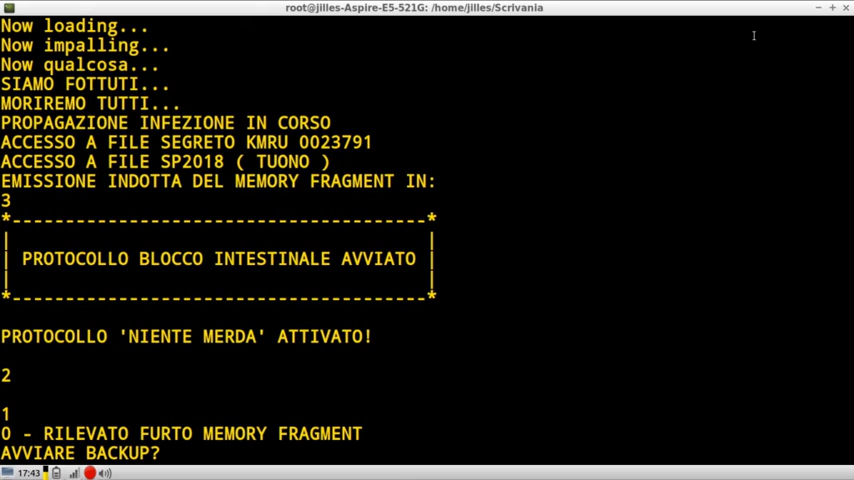 root@jilles-Aspire-E5-521G: /home/jilles/Scrivania
Now loading...
Now impalling...
Now qualcosa...
SIAMO FOTTUTI...
MORIREMO TUTTI...
PROPAGAZIONE INFEZIONE IN CORSO
ACCESSO A FILE SEGRETO KMRU 0023791
ACCESSO A FILE SP2018 ( TUONO )
EMISSIONE INDOTTA DEL MEMORY FRAGMENT IN:
3
*--------------------------------------*
|                                      |
| PROTOCOLLO BLOCCO INTESTINALE AVVIATO |
|                                      |
*--------------------------------------*
PROTOCOLLO 'NIENTE MERDA' ATTIVATO!
2
1
0 - RILEVATO FURTO MEMORY FRAGMENT
AVVIARE BACKUP?
17:43